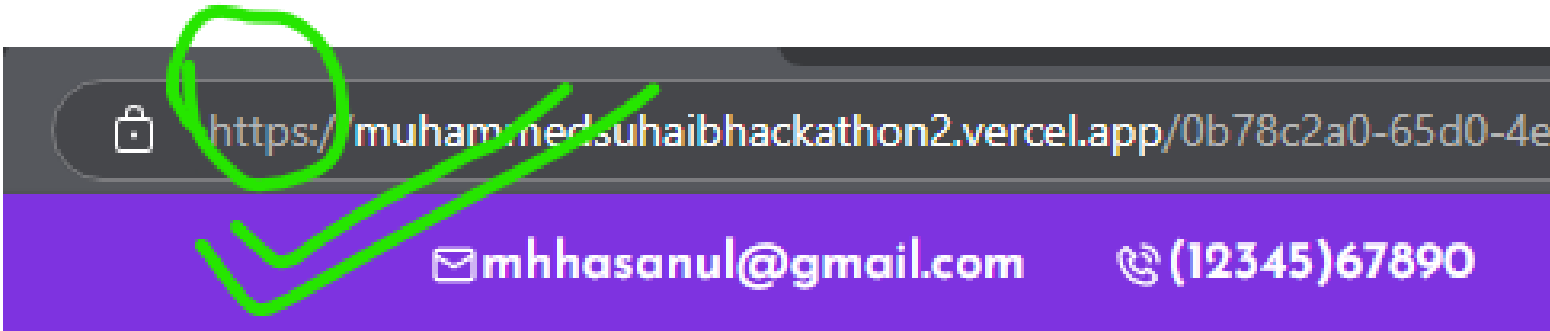 https://muhammedsuhaibhackathon2.vercel.app/0b78c2a0-65d0-4e
mhhasanul@gmail.com (12345)67890